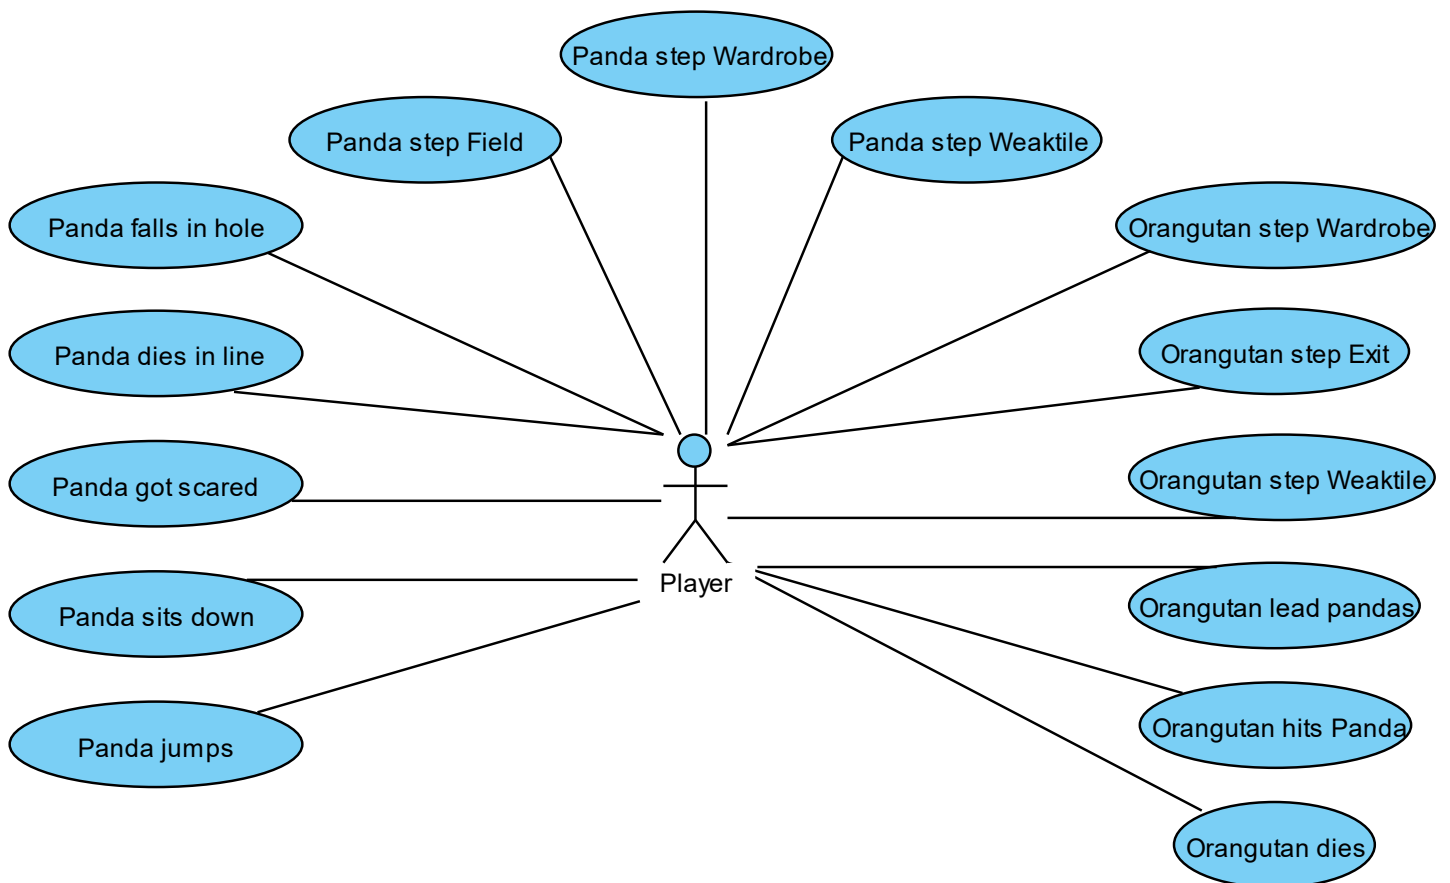 Panda step Wardrobe
Panda step Field
Panda step Weaktile
Panda falls in hole
Orangutan step Wardrobe
Panda dies in line
Orangutan step Exit
Panda got scared
Orangutan step Weaktile
Player
Panda sits down
Orangutan lead pandas
Panda jumps
Orangutan hits Panda
Orangutan dies